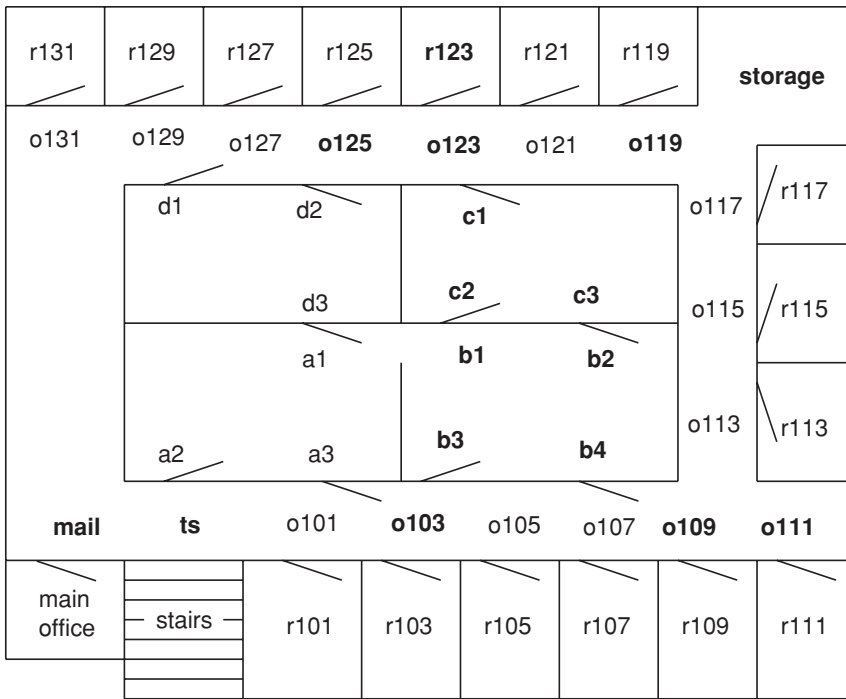 r131 r129 r127 r125 r123 r121 r119
storage
o131 o129 o127 o125 o123 o121 o119
d1 d2 c1 o117 r117
d3 c2 c3 o115 r115
a1 b1 b2
a2 a3 b3 b4 o113 r113
mail ts o101 o103 o105 o107 o109 o111
main
office
stairs r101 r103 r105 r107 r109 r111